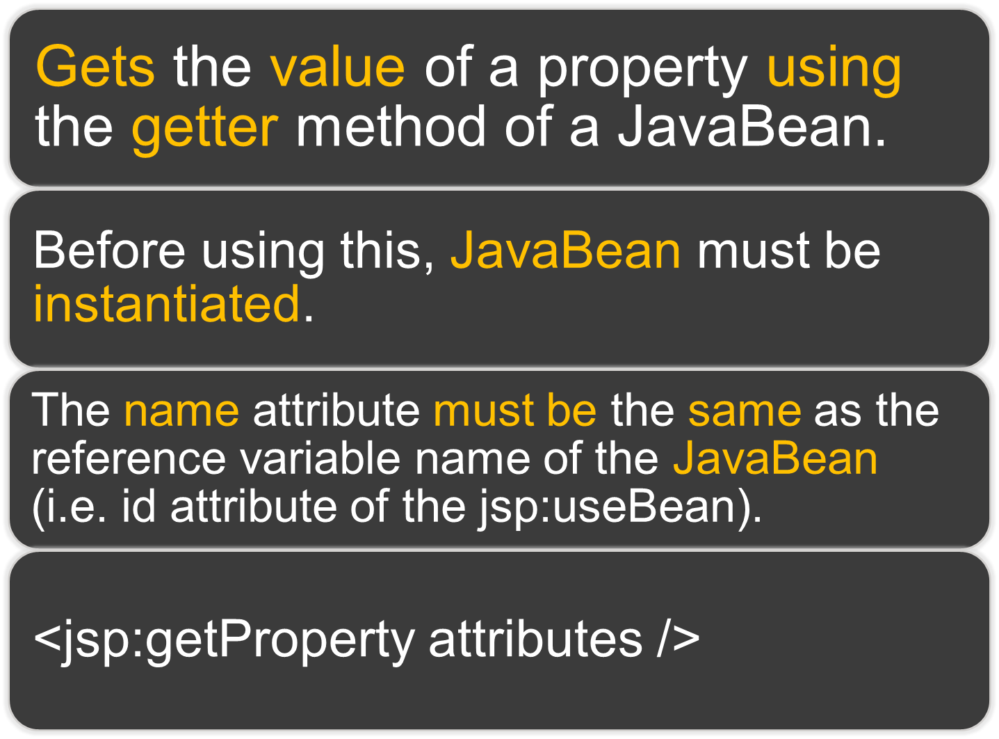 Gets the value of a property using
the getter method of a JavaBean.
Before using this, JavaBean must be
instantiated.
The name attribute must be the same as the
reference variable name of the JavaBean
(i.e. id attribute of the jsp:useBean).
<jsp:getProperty attributes />